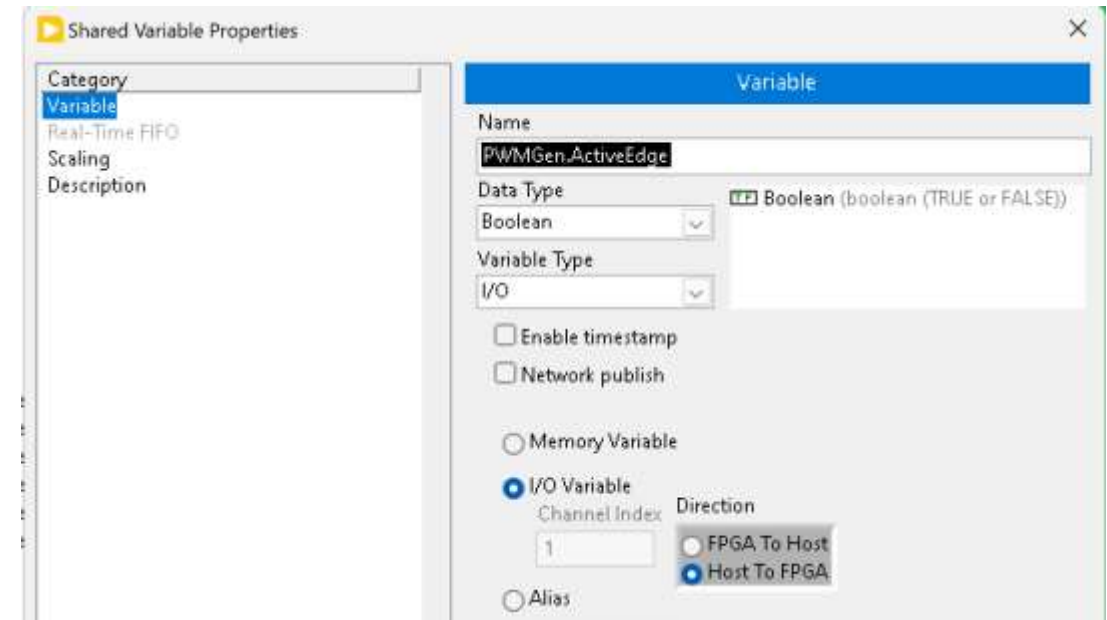 Shared Variable Properties
Category
Variable
Real-Time FIFO
Scaling
Description
Variable
Name
PWMGen.ActiveEdge
Data Type
Boolean
Boolean (boolean (TRUE or FALSE))
Variable Type
I/O
Enable timestamp
Network publish
Memory Variable
I/O Variable
Channel Index
1
Direction
FPGA To Host
Host To FPGA
Alias